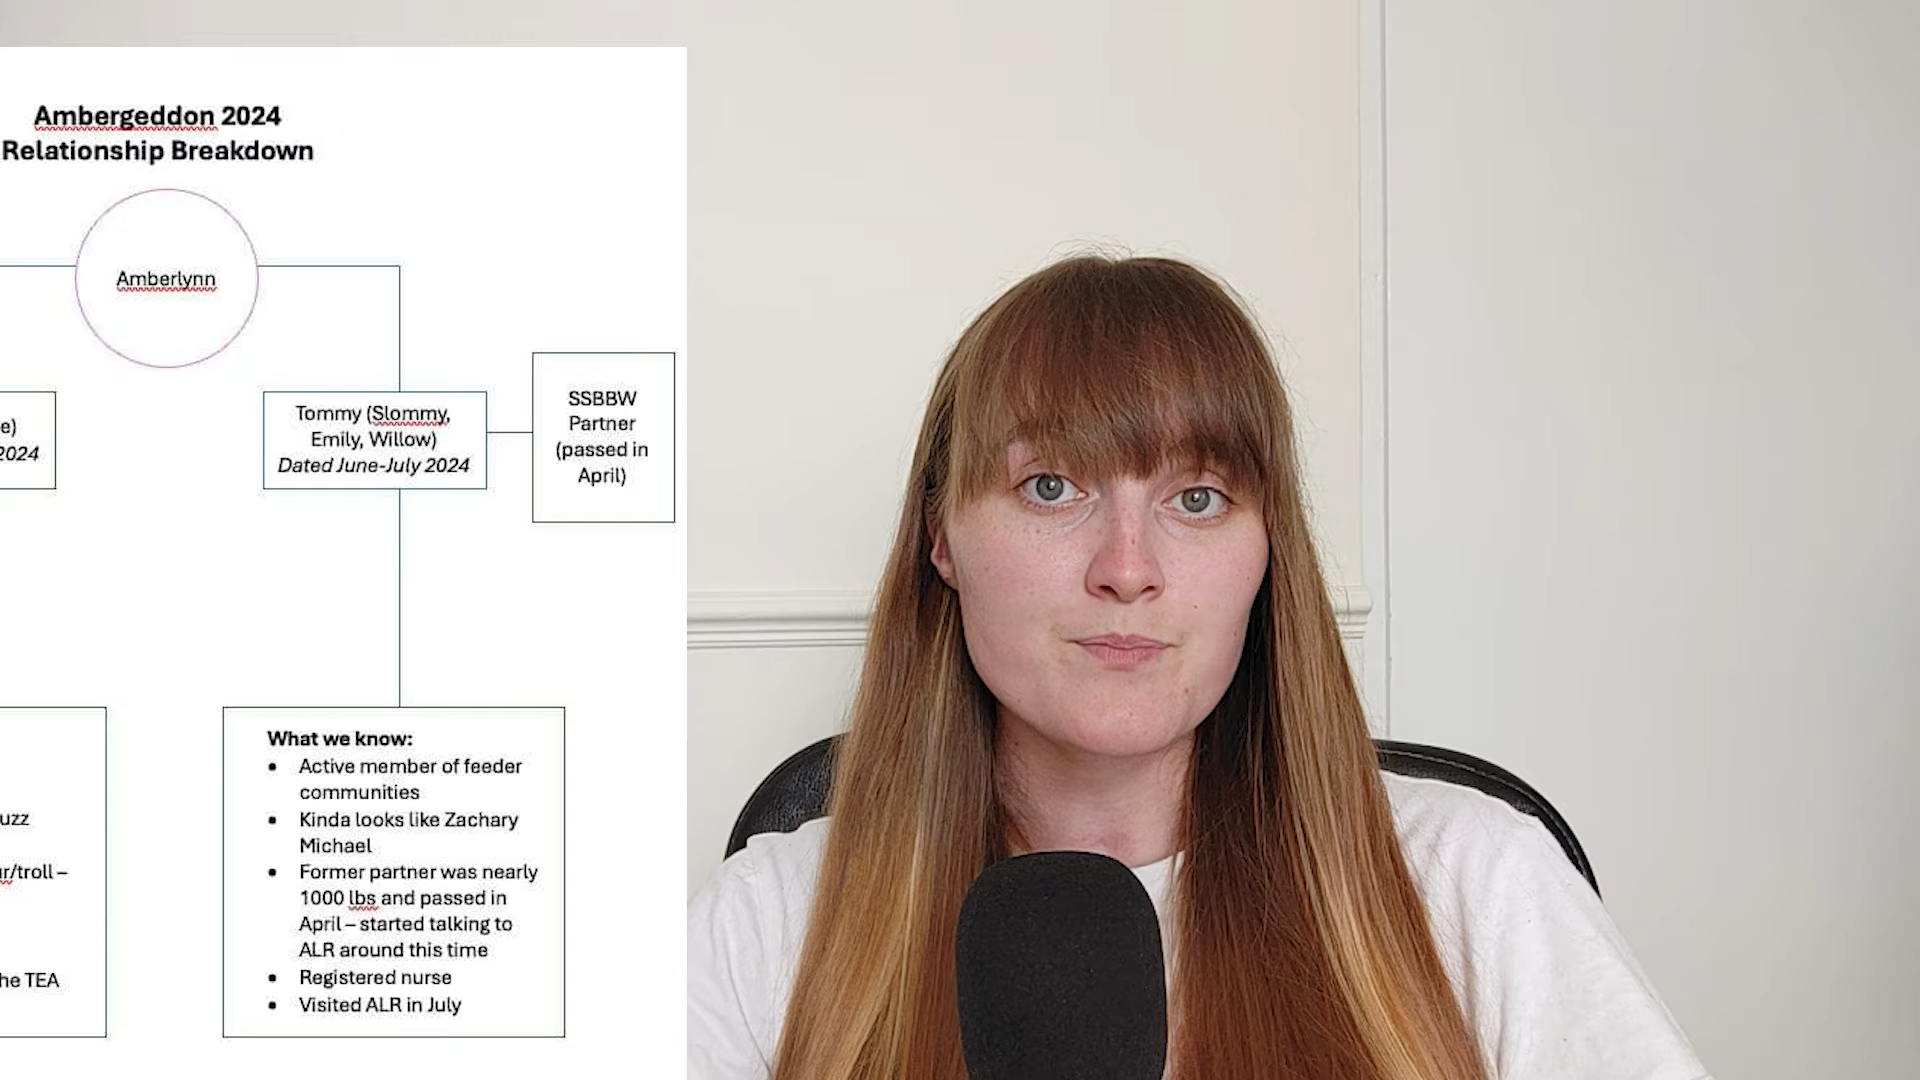 Ambergeddon 2024
Relationship Breakdown
Amberlynn
e)
2024
Tommy (Slommy,
Emily, Willow)
Dated June-July 2024
SSBBW
Partner
(passed in
April)
uzz
ur/troll –
he TEA
What we know:
• Active member of feeder
communities
• Kinda looks like Zachary
Michael
• Former partner was nearly
1000 lbs and passed in
April – started talking to
ALR around this time
• Registered nurse
• Visited ALR in July